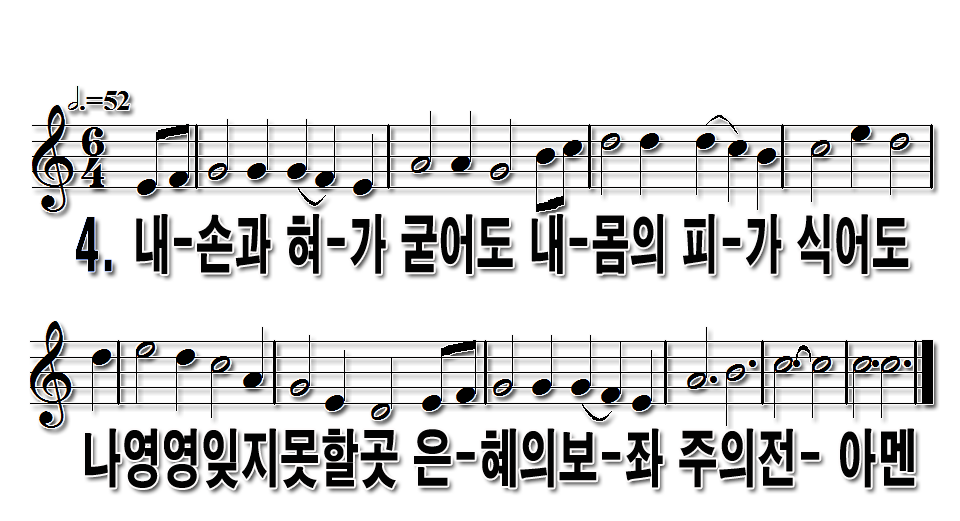 =52
6
4
4. 내-손과 혀-가 굳어도 내-몸의 피-가 식어도
나영영잊지못할곳 은-혜의보-좌 주의전- 아멘